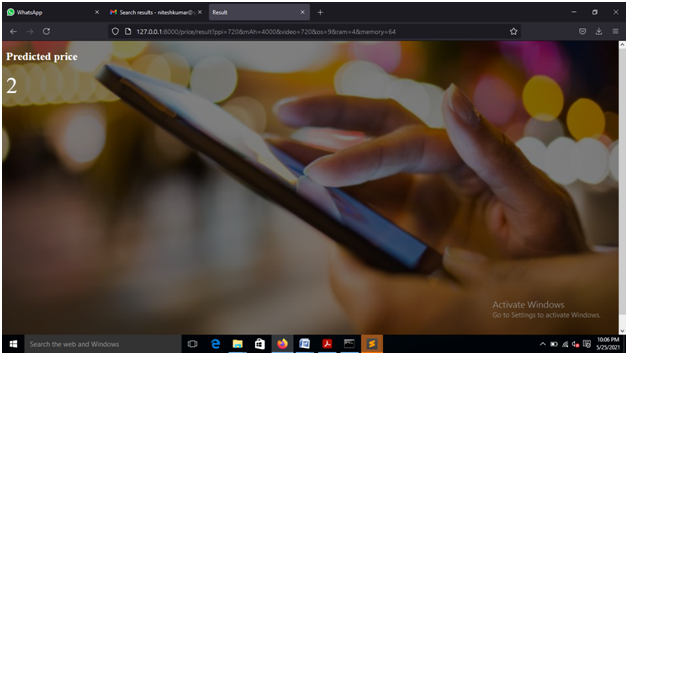 WhatsApp
Search results - niteshkumar@
Result
127.0.0.1:8000/price/result?ppi=720&mAh=4000&video=720&os=9&ram=4&memory=64
Predicted price
2
Activate Windows
Go to Settings to activate Windows.
Search the web and Windows
10:06 PM
5/25/2021